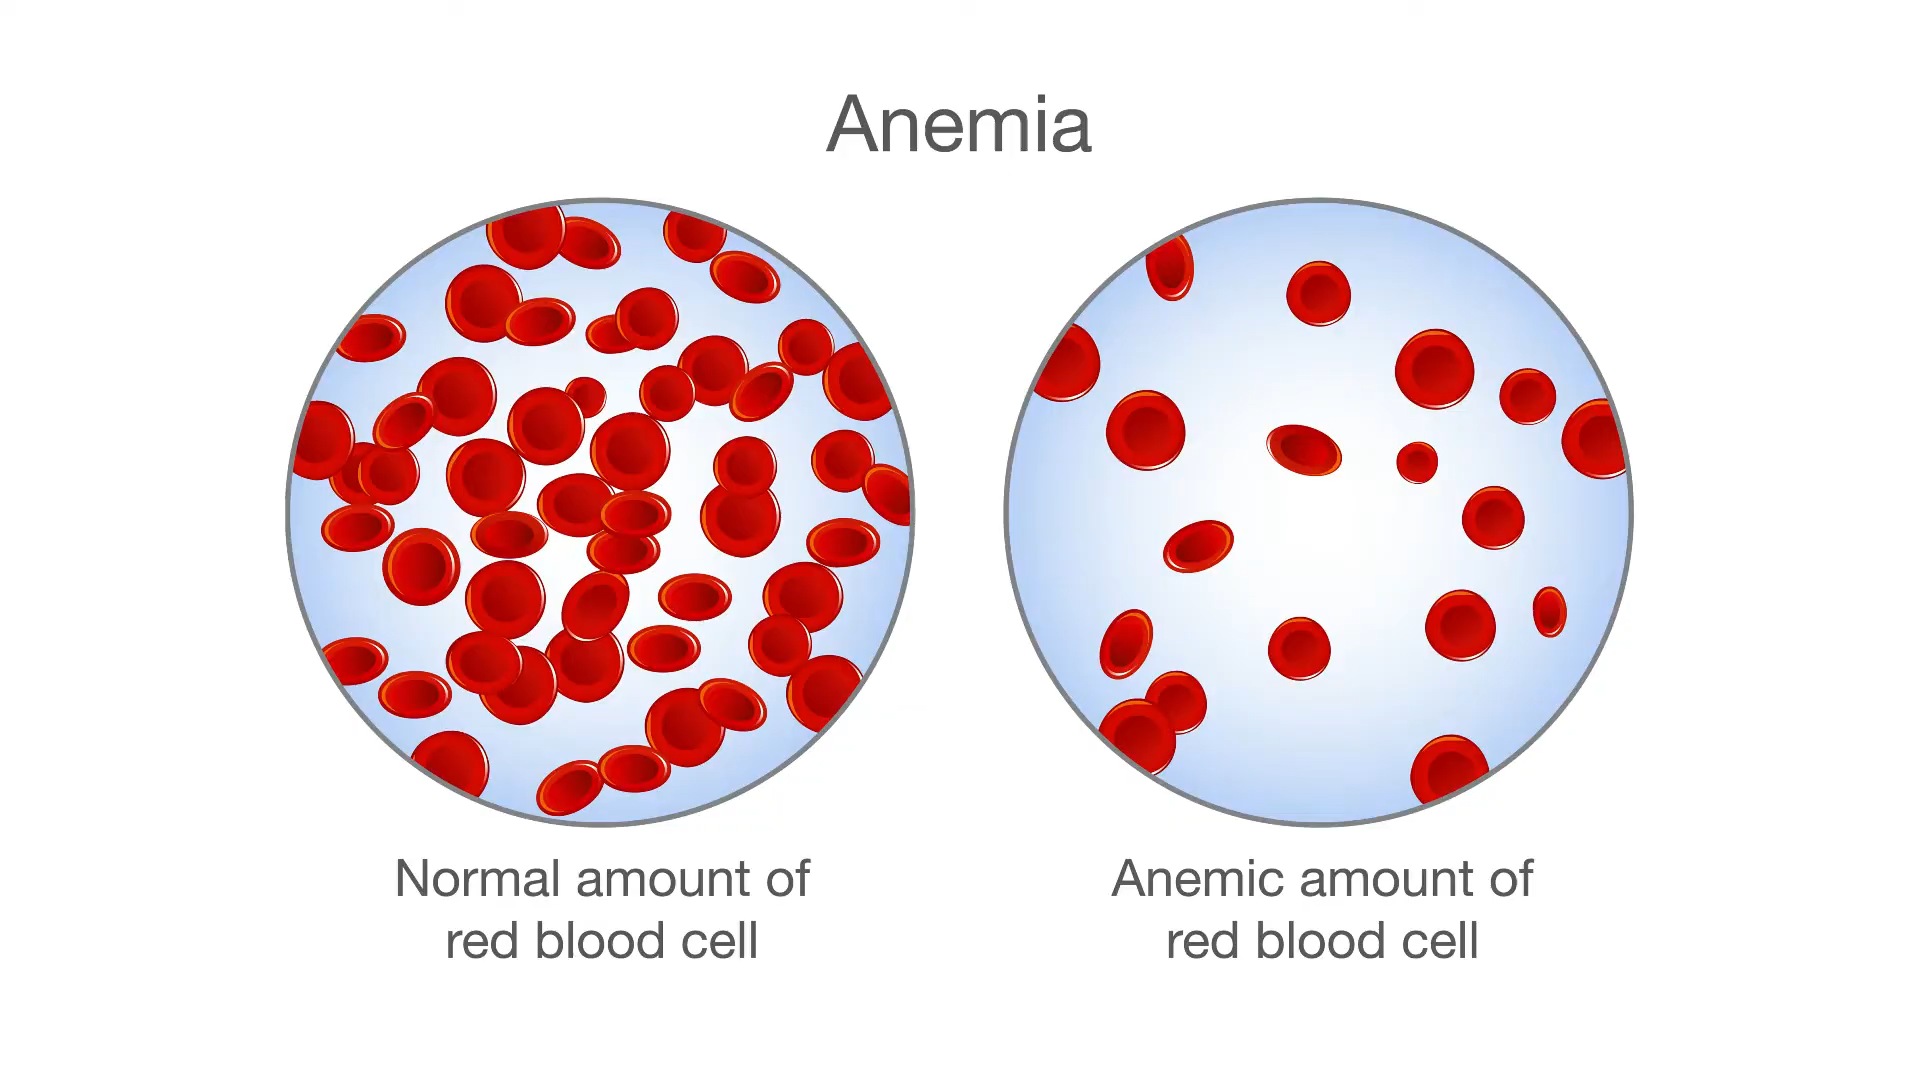 Anemia
Normal amount of
red blood cell
Anemic amount of
red blood cell